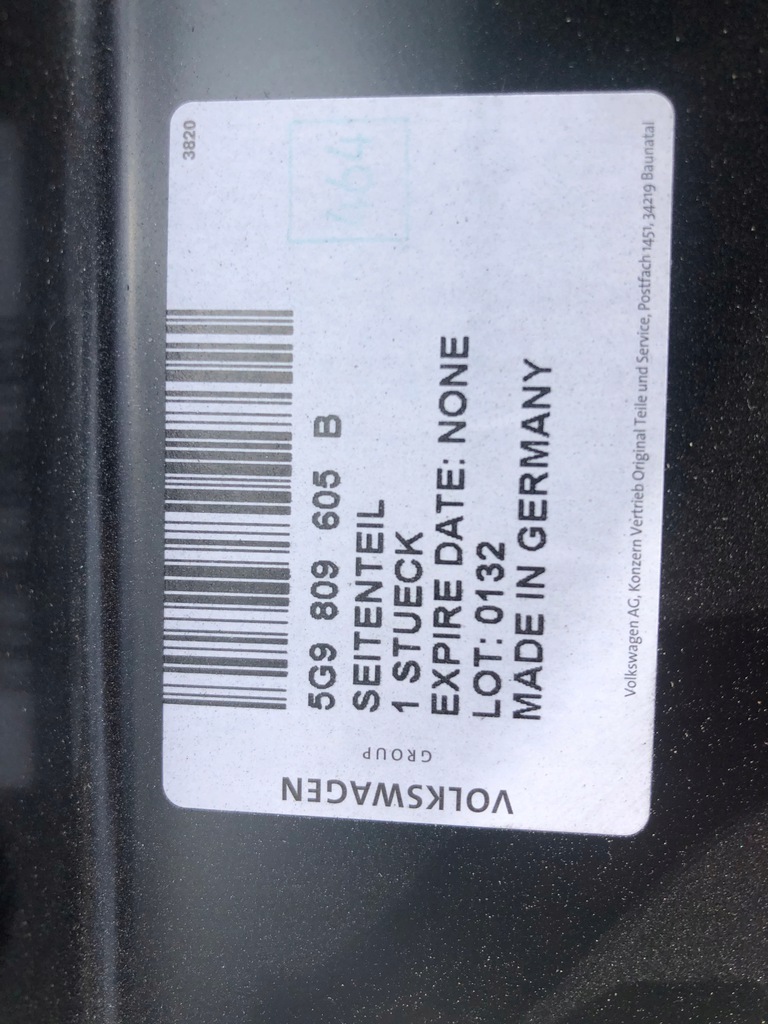 3820
5G9 809 605 B
SEITENTEIL
1 STUECK
EXPIRE DATE: NONE
LOT: 0132
MADE IN GERMANY
VOLKSWAGEN
GROUP
Volkswagen AG, Konzern Vertrieb Original Teile und Service, Postfach 1451, 34219 Baunatal